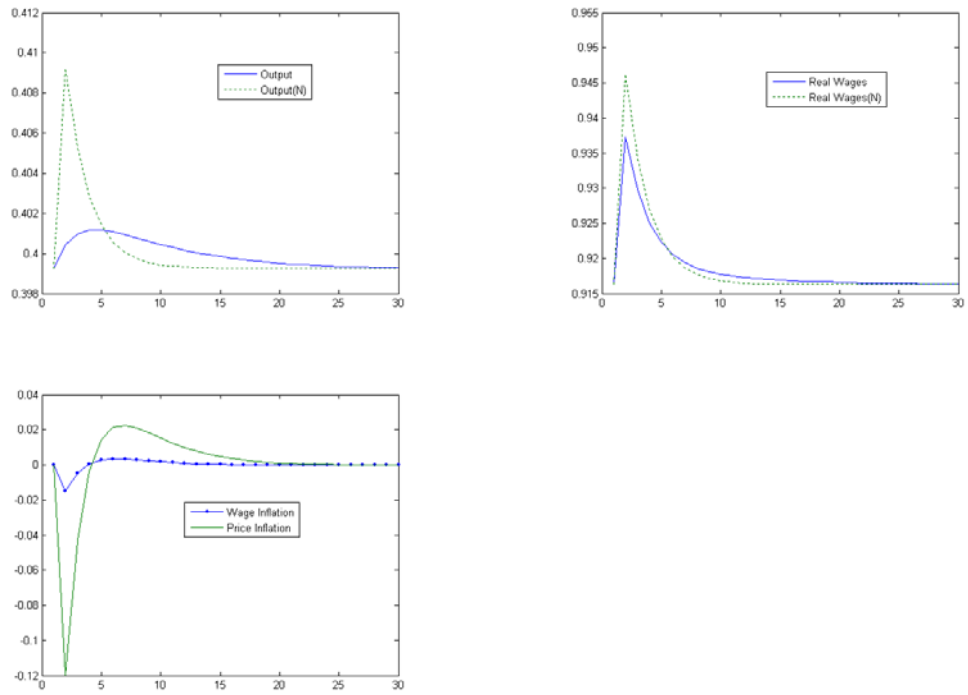 0.412
0.41
0.408
0.406
0.404
0.402
0.4
0.398
0 5 10 15 20 25 30
Output
Output(N)
0.955
0.95
0.945
0.94
0.935
0.93
0.925
0.92
0.915
0 5 10 15 20 25 30
Real Wages
Real Wages(N)
0.04
0.02
0
-0.02
-0.04
-0.06
-0.08
-0.1
-0.12
0 5 10 15 20 25 30
Wage Inflation
Price Inflation